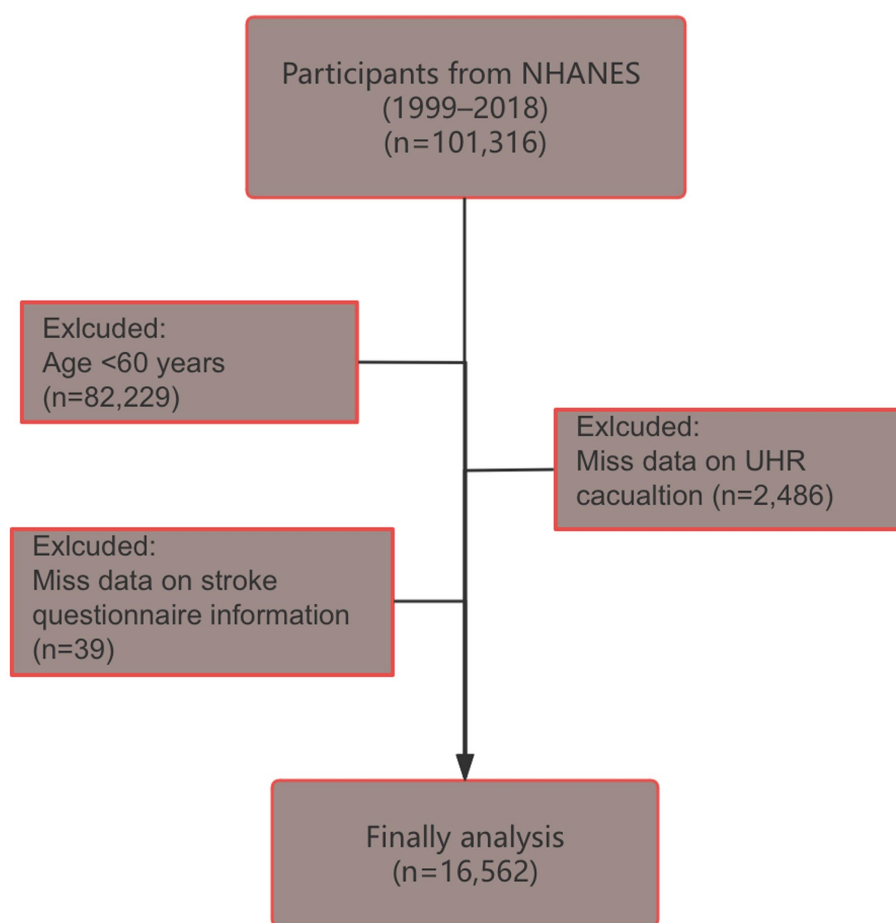 Participants from NHANES
(1999–2018)
(n=101,316)
Exlcuded:
Age <60 years
(n=82,229)
Exlcuded:
Miss data on UHR
cacualtion (n=2,486)
Exlcuded:
Miss data on stroke
questionnaire information
(n=39)
Finally analysis
(n=16,562)